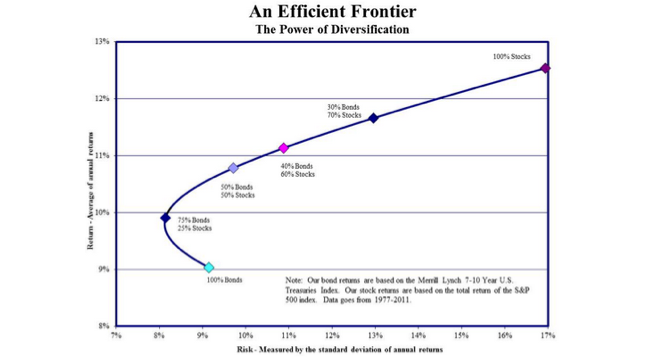 An Efficient Frontier
The Power of Diversification
13%
12%
11%
10%
9%
8%
Return - Average of annual returns
100% Stocks
30% Bonds
70% Stocks
40% Bonds
60% Stocks
50% Bonds
50% Stocks
75% Bonds
25% Stocks
100% Bonds
Note: Our bond returns are based on the Merrill Lynch 7-10 Year U.S.
Treasuries Index. Our stock returns are based on the total return of the S&P
500 index. Data goes from 1977-2011.
7% 8% 9% 10% 11% 12% 13% 14% 15% 16% 17%
Risk - Measured by the standard deviation of annual returns